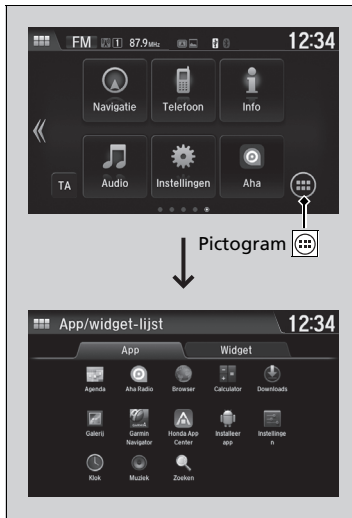 FM 1 87.9MHz 12:34
Navigatie Telefoon Info
TA Audio Instellingen Aha
Pictogram
App/widget-lijst 12:34
App Widget
Agenda Aha Radio Browser Calculator Downloads
Galerij Garmin Navigator Honda App Center Installeer app Instellinge n
Klok Muziek Zoeken